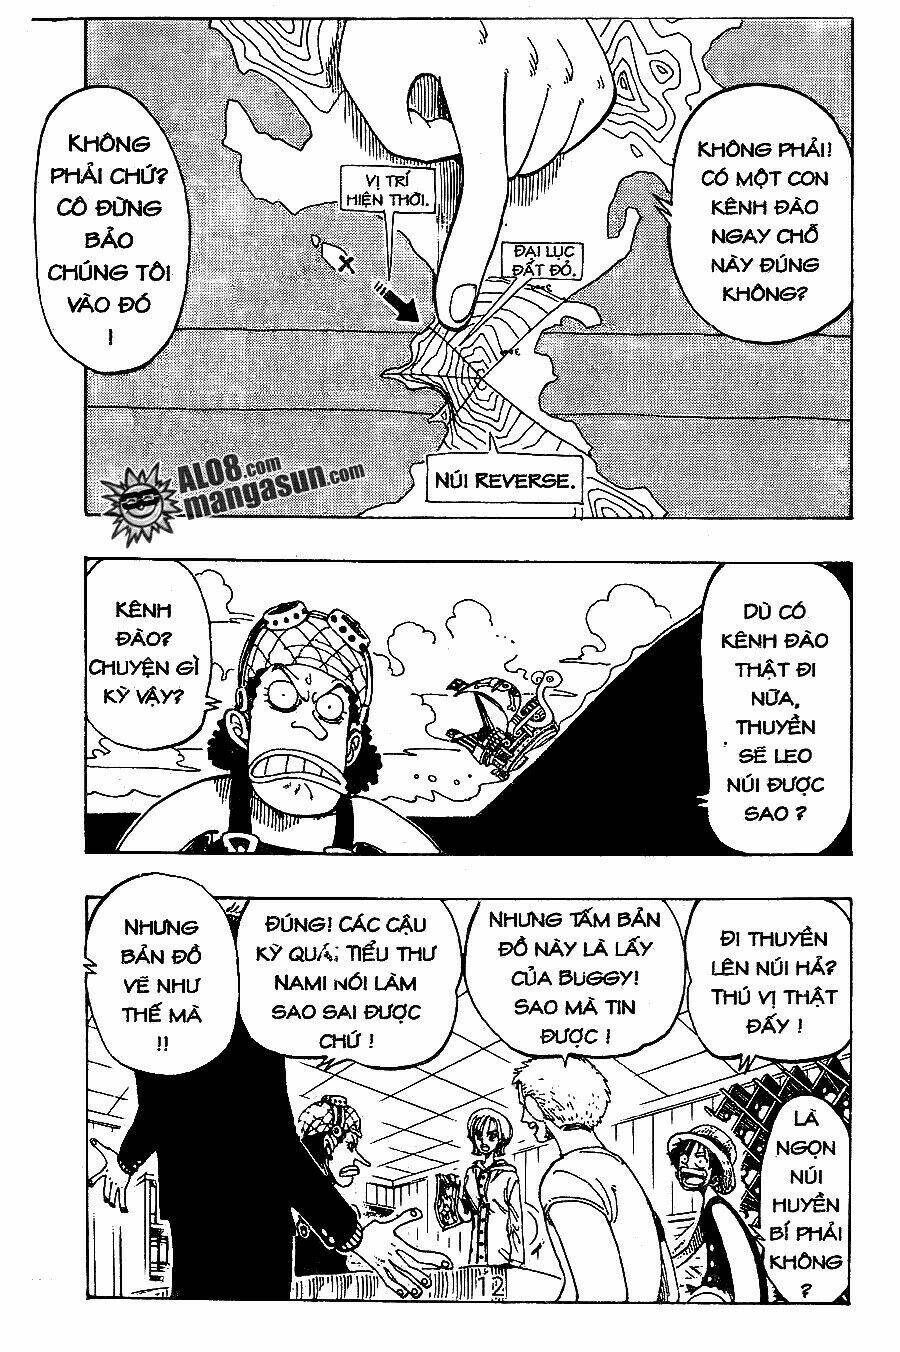 KHÔNG PHẢI!
CÓ MỘT CON
KÊNH ĐÀO
NGAY CHỖ
NÀY ĐÚNG
KHÔNG?
VỊ TRÍ
HIỆN THỜI.
ĐẠI LỤC
ĐẤT ĐỎ.
NÚI REVERSE.
KHÔNG
PHẢI CHỨ?
CÔ ĐỪNG
BẢO
CHÚNG TÔI
VÀO ĐÓ
!
ALO8.com
mangasun.com
DÙ CÓ
KÊNH ĐÀO
THẬT ĐI
NỮA,
THUYỀN
SẼ LEO
NÚI ĐƯỢC
SAO ?
KÊNH
ĐÀO?
CHUYỆN GÌ
KỲ VẬY?
ĐI THUYỀN
LÊN NÚI HẢ?
THÚ VỊ THẬT
ĐẤY !
LÀ
NGỌN
NÚI
HUYỀN
BÍ PHẢI
KHÔNG
?
NHƯNG TẤM BẢN
ĐỒ NÀY LÀ LẤY
CỦA BUGGY!
SAO MÀ TIN
ĐƯỢC !
ĐÚNG! CÁC CẬU
KỲ QUÁ; TIỂU THƯ
NAMI NÓI LÀM
SAO SAI ĐƯỢC
CHỨ !
NHƯNG
BẢN ĐỒ
VẼ NHƯ
THẾ MÀ
!!
12